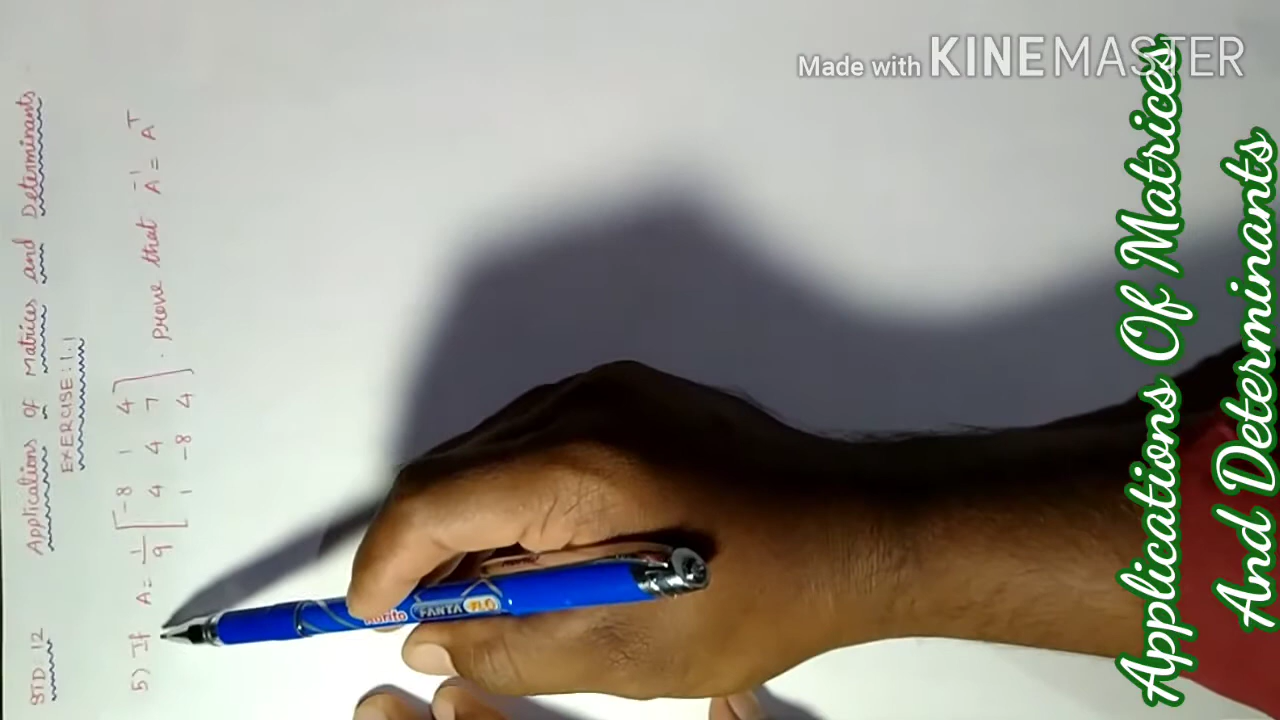 STD: 12 Applications of Matrices and Determinants
EXERCISE: 1.1
5) If A = 1/9 [ -8 1 4
4 4 7
1 -8 4 ] . Prove that A⁻¹ = Aᵀ
FANTA
Made with KINEMASTER
Applications Of Matrices
And Determinants